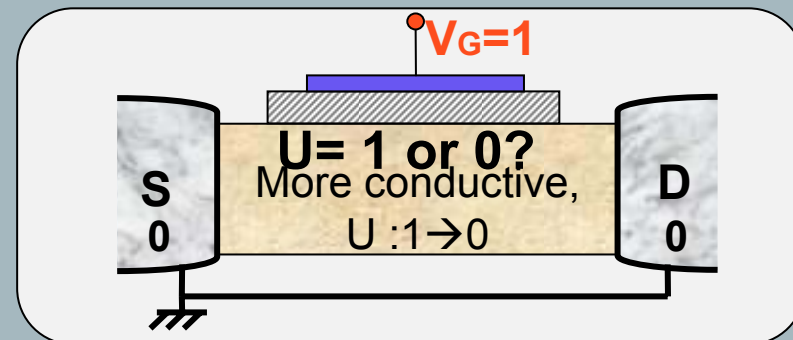 VG=1
U= 1 or 0?
More conductive,
U :1→0
S
0
D
0